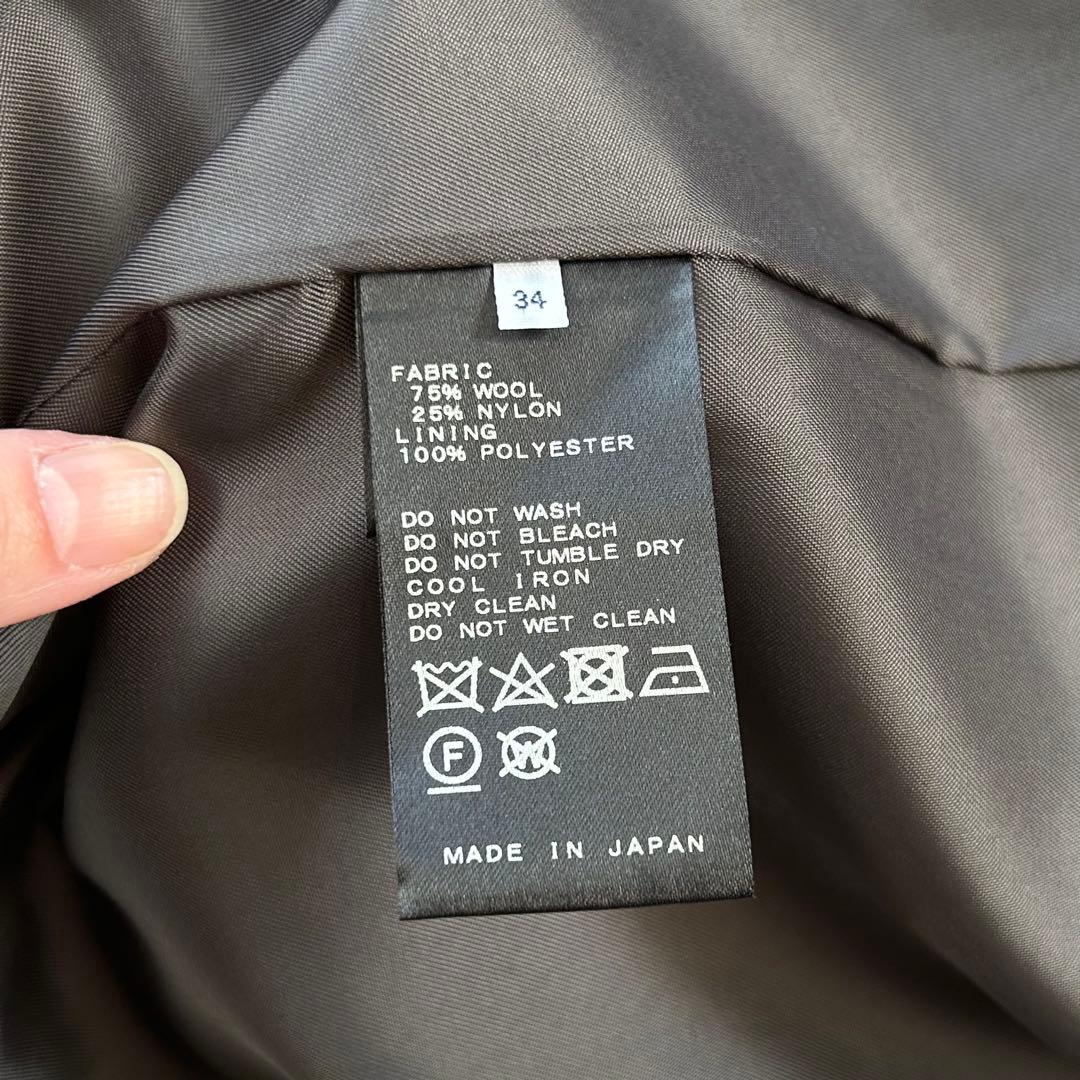 34
FABRIC
75% WOOL
25% NYLON
LINING
100% POLYESTER
DO NOT WASH
DO NOT BLEACH
DO NOT TUMBLE DRY
COOL IRON
DRY CLEAN
DO NOT WET CLEAN
F W
MADE IN JAPAN